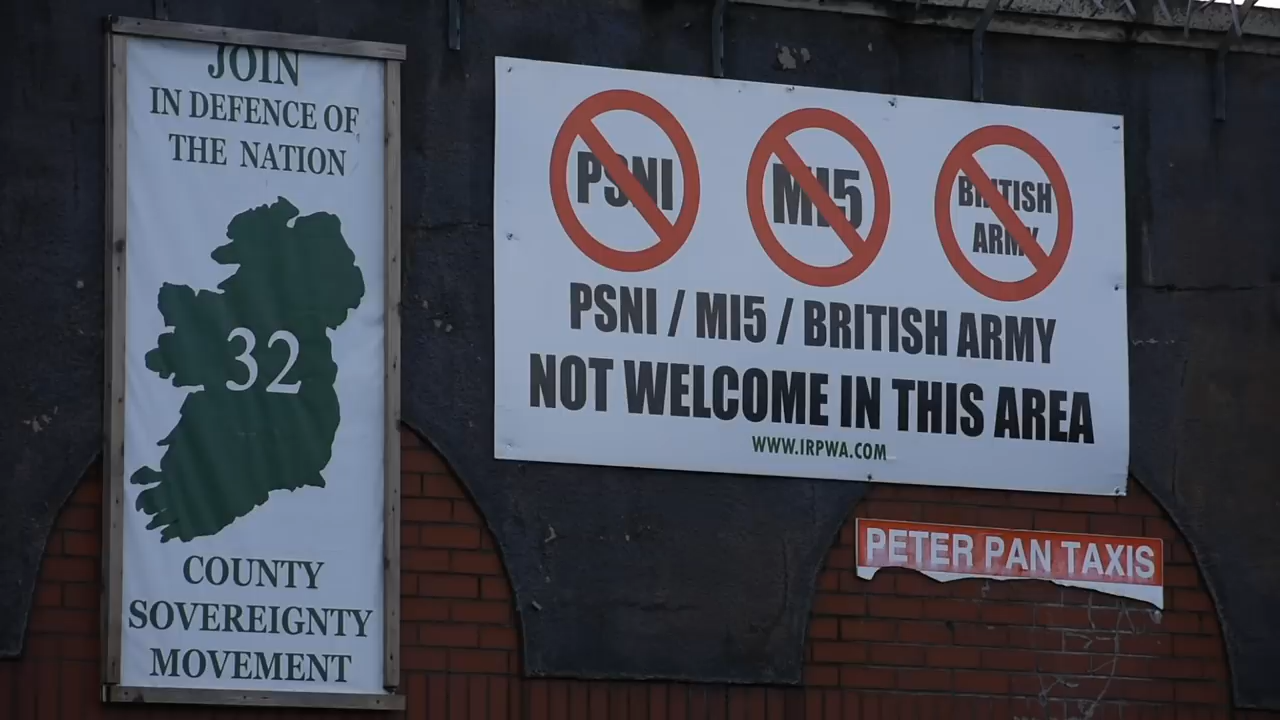 JOIN
IN DEFENCE OF
THE NATION
32
COUNTY
SOVEREIGNTY
MOVEMENT
PSNI
MI5
BRITISH
ARMY
PSNI / MI5 / BRITISH ARMY
NOT WELCOME IN THIS AREA
WWW.IRPWA.COM
PETER PAN TAXIS